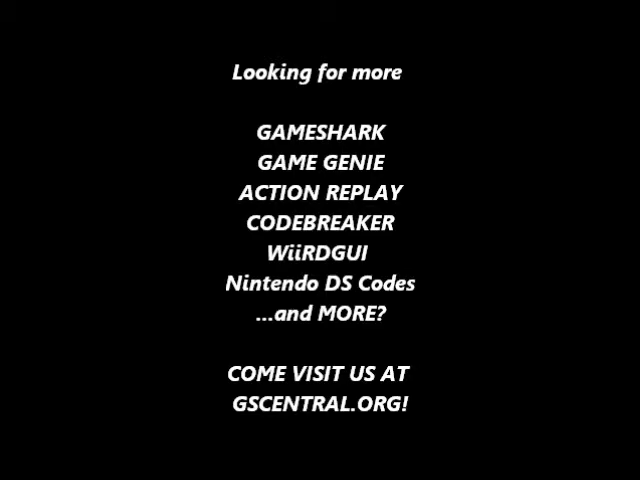 Looking for more
GAMESHARK
GAME GENIE
ACTION REPLAY
CODEBREAKER
WiiRDGUI
Nintendo DS Codes
...and MORE?
COME VISIT US AT
GSCENTRAL.ORG!